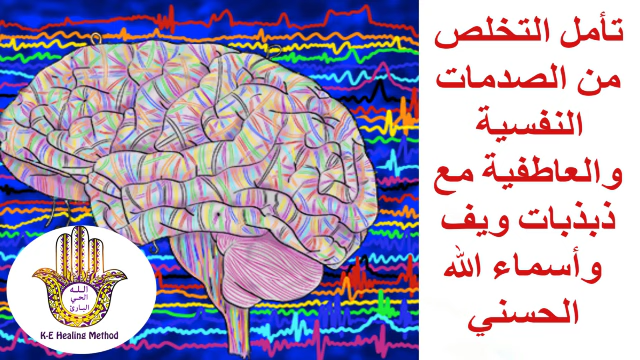 تأمل التخلص
من الصدمات
النفسية
والعاطفية مع
ذبذبات ويف
وأسماء الله
الحسني
الله
الحي
البارئ
K-E Healing Method